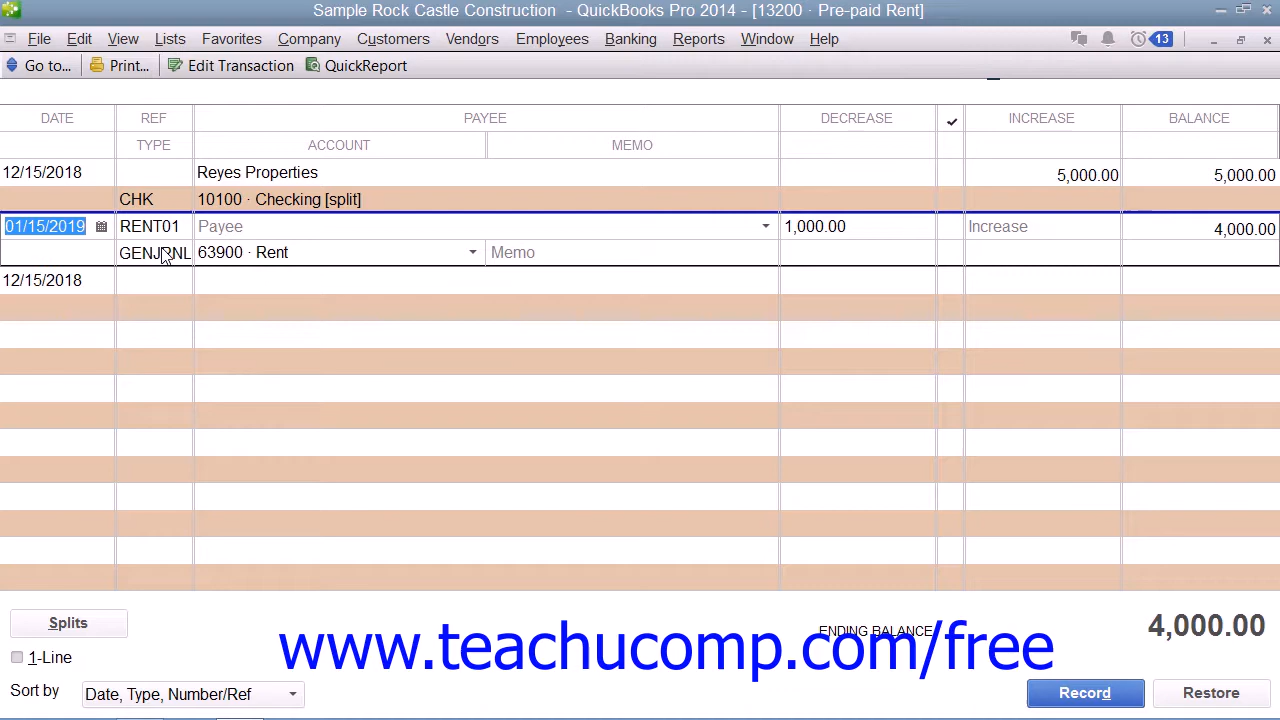 Sample Rock Castle Construction - QuickBooks Pro 2014 - [13200 · Pre-paid Rent]
File Edit View Lists Favorites Company Customers Vendors Employees Banking Reports Window Help 13
Go to... Print... Edit Transaction QuickReport
DATE REF PAYEE DECREASE ✓ INCREASE BALANCE
TYPE ACCOUNT MEMO
12/15/2018 Reyes Properties 5,000.00 5,000.00
CHK 10100 · Checking [split]
01/15/2019 RENT01 Payee 1,000.00 Increase 4,000.00
GENJRNL 63900 · Rent Memo
12/15/2018
Splits ENDING BALANCE 4,000.00
www.teachucomp.com/free
1-Line
Sort by Date, Type, Number/Ref Record Restore